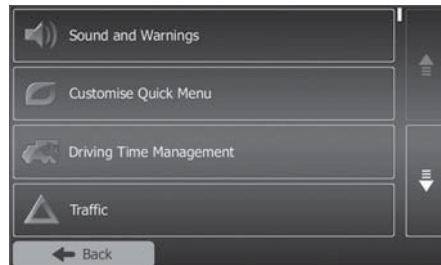 Sound and Warnings
Customise Quick Menu
Driving Time Management
Traffic
Back